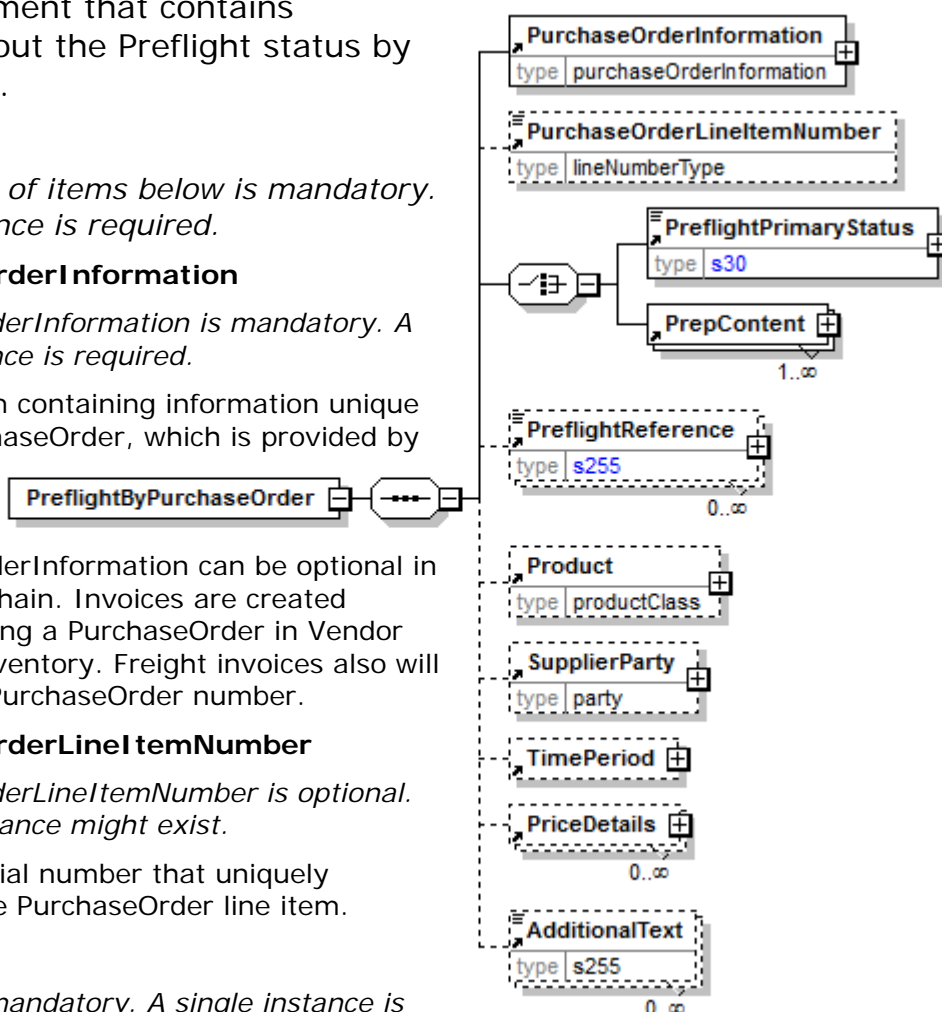 ment that contains
out the Preflight status by
.
of items below is mandatory.
nce is required.
rderInformation
derInformation is mandatory. A
nce is required.
n containing information unique
haseOrder, which is provided by
derInformation can be optional in
hain. Invoices are created
ng a PurchaseOrder in Vendor
ventory. Freight invoices also will
PurchaseOrder number.
rderLineItemNumber
derLineItemNumber is optional.
tance might exist.
ial number that uniquely
e PurchaseOrder line item.
mandatory. A single instance is
PreflightByPurchaseOrder
PurchaseOrderInformation
type purchaseOrderInformation
PurchaseOrderLineItemNumber
type lineNumberType
PreflightPrimaryStatus
type s30
PrepContent
1..∞
PreflightReference
type s255
0..∞
Product
type productClass
SupplierParty
type party
TimePeriod
PriceDetails
0..∞
AdditionalText
type s255
0..∞